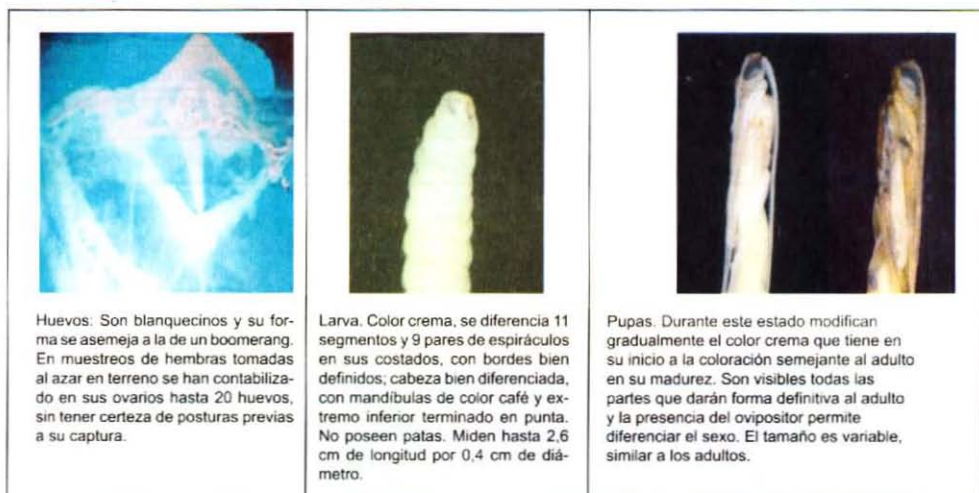 Huevos: Son blanquecinos y su for-
ma se asemeja a la de un boomerang.
En muestreos de hembras tomadas
al azar en terreno se han contabiliza-
do en sus ovarios hasta 20 huevos,
sin tener certeza de posturas previas
a su captura.
Larva. Color crema, se diferencia 11
segmentos y 9 pares de espiráculos
en sus costados, con bordes bien
definidos; cabeza bien diferenciada,
con mandíbulas de color café y ex-
tremo inferior terminado en punta.
No poseen patas. Miden hasta 2,6
cm de longitud por 0,4 cm de diá-
metro.
Pupas. Durante este estado modifican
gradualmente el color crema que tiene en
su inicio a la coloración semejante al adulto
en su madurez. Son visibles todas las
partes que darán forma definitiva al adulto
y la presencia del ovipositor permite
diferenciar el sexo. El tamaño es variable,
similar a los adultos.